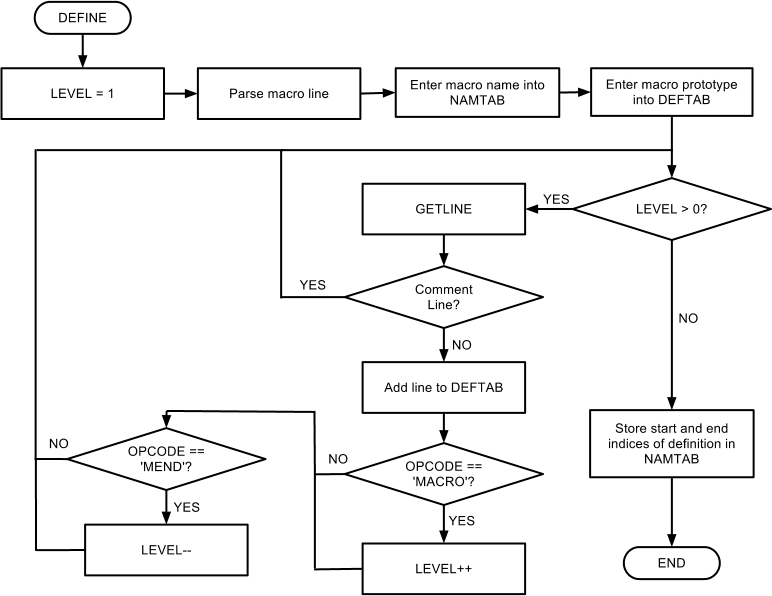 DEFINE
LEVEL = 1
Parse macro line
Enter macro name into
NAMTAB
Enter macro prototype
into DEFTAB
LEVEL > 0?
YES
GETLINE
Comment
Line?
YES
NO
NO
Add line to DEFTAB
OPCODE ==
'MEND'?
NO
YES
OPCODE ==
'MACRO'?
NO
YES
Store start and end
indices of definition in
NAMTAB
LEVEL--
LEVEL++
END